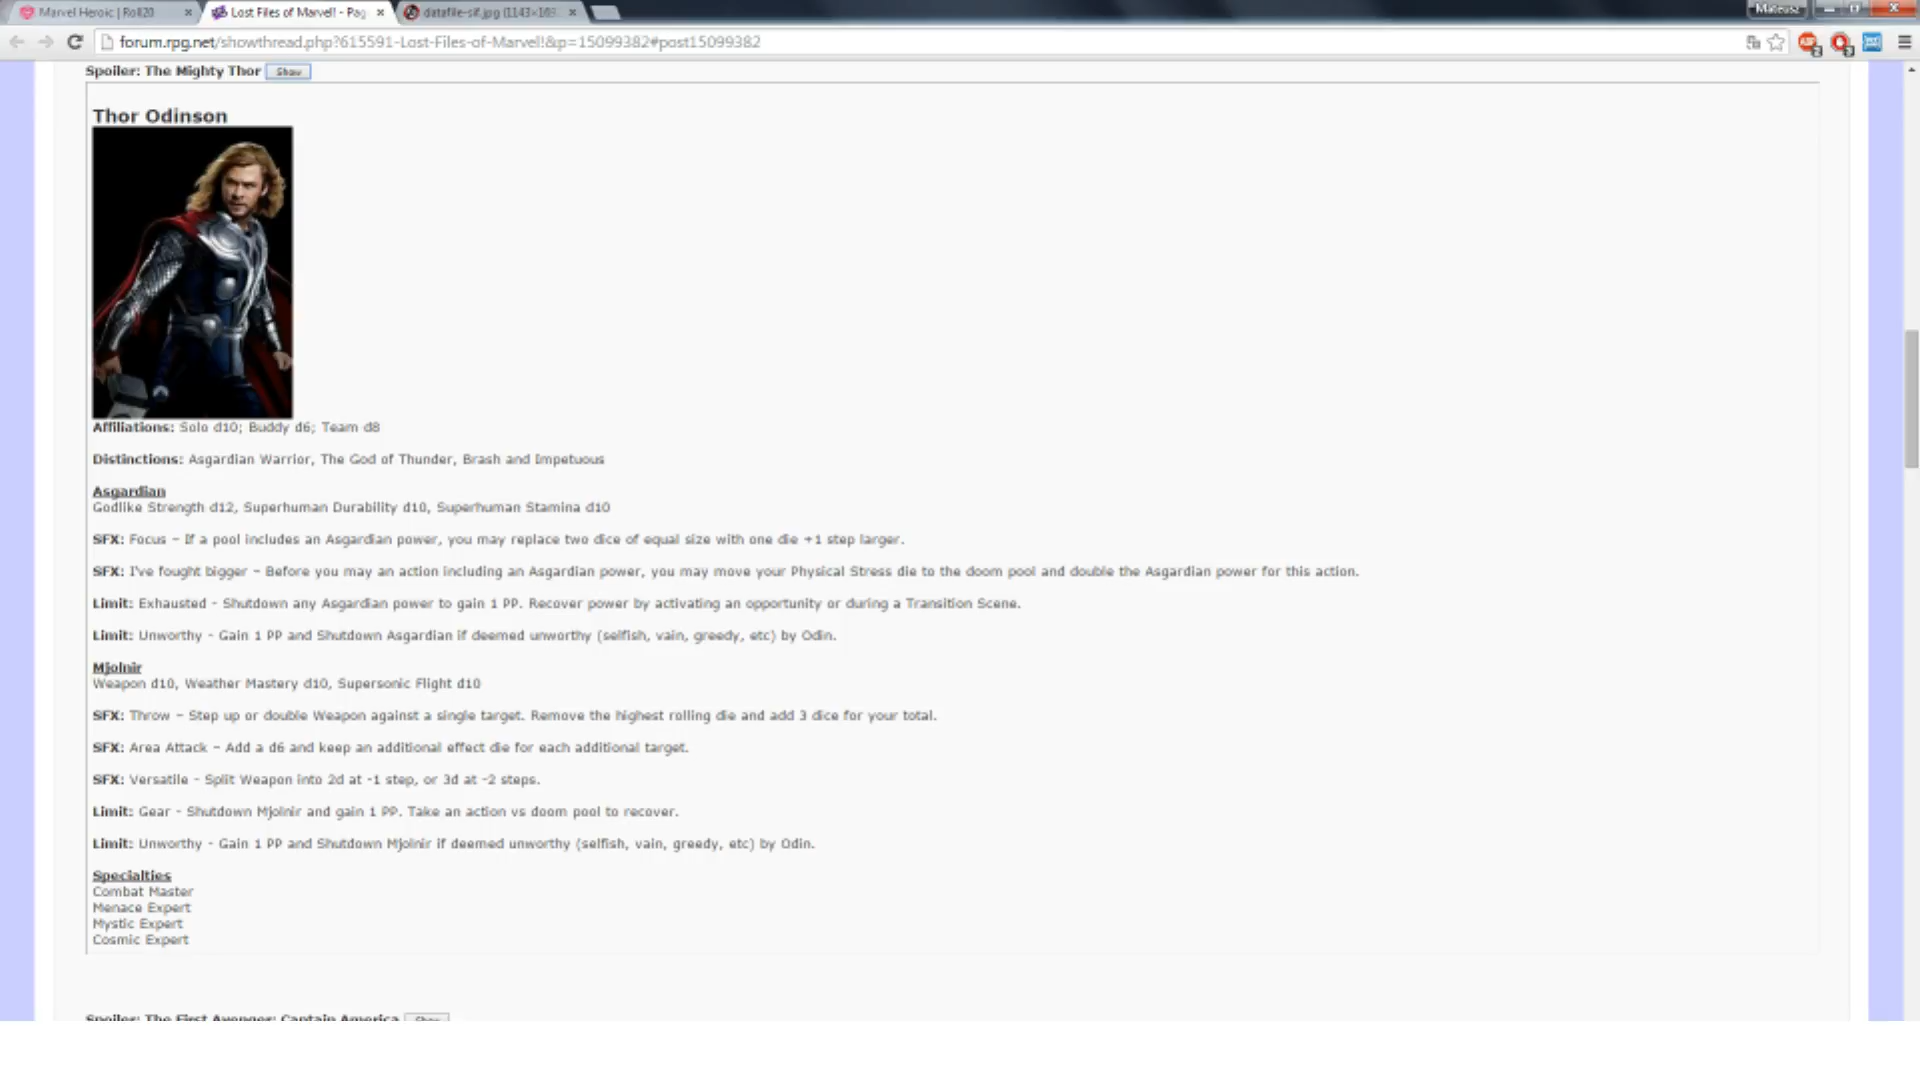 Marvel Heroic | Roll20
Lost Files of Marvel! - Pag
datafile-sif.jpg (1143×163
Mateusz
forum.rpg.net/showthread.php?615591-Lost-Files-of-Marvel!&p=15099382#post15099382
Spoiler: The Mighty Thor Show
Thor Odinson
Affiliations: Solo d10; Buddy d6; Team d8
Distinctions: Asgardian Warrior, The God of Thunder, Brash and Impetuous
Asgardian
Godlike Strength d12, Superhuman Durability d10, Superhuman Stamina d10
SFX: Focus – If a pool includes an Asgardian power, you may replace two dice of equal size with one die +1 step larger.
SFX: I've fought bigger – Before you may an action including an Asgardian power, you may move your Physical Stress die to the doom pool and double the Asgardian power for this action.
Limit: Exhausted - Shutdown any Asgardian power to gain 1 PP. Recover power by activating an opportunity or during a Transition Scene.
Limit: Unworthy - Gain 1 PP and Shutdown Asgardian if deemed unworthy (selfish, vain, greedy, etc) by Odin.
Mjolnir
Weapon d10, Weather Mastery d10, Supersonic Flight d10
SFX: Throw – Step up or double Weapon against a single target. Remove the highest rolling die and add 3 dice for your total.
SFX: Area Attack – Add a d6 and keep an additional effect die for each additional target.
SFX: Versatile - Split Weapon into 2d at -1 step, or 3d at -2 steps.
Limit: Gear - Shutdown Mjolnir and gain 1 PP. Take an action vs doom pool to recover.
Limit: Unworthy - Gain 1 PP and Shutdown Mjolnir if deemed unworthy (selfish, vain, greedy, etc) by Odin.
Specialties
Combat Master
Menace Expert
Mystic Expert
Cosmic Expert
Spoiler: The First Avenger: Captain America Show